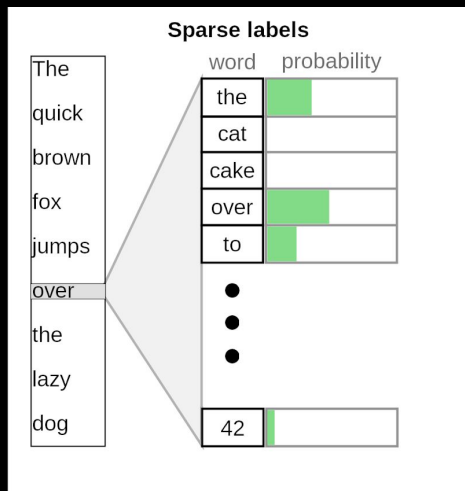 Sparse labels
word probability
The
quick
brown
fox
jumps
over
the
lazy
dog
the
cat
cake
over
to
42